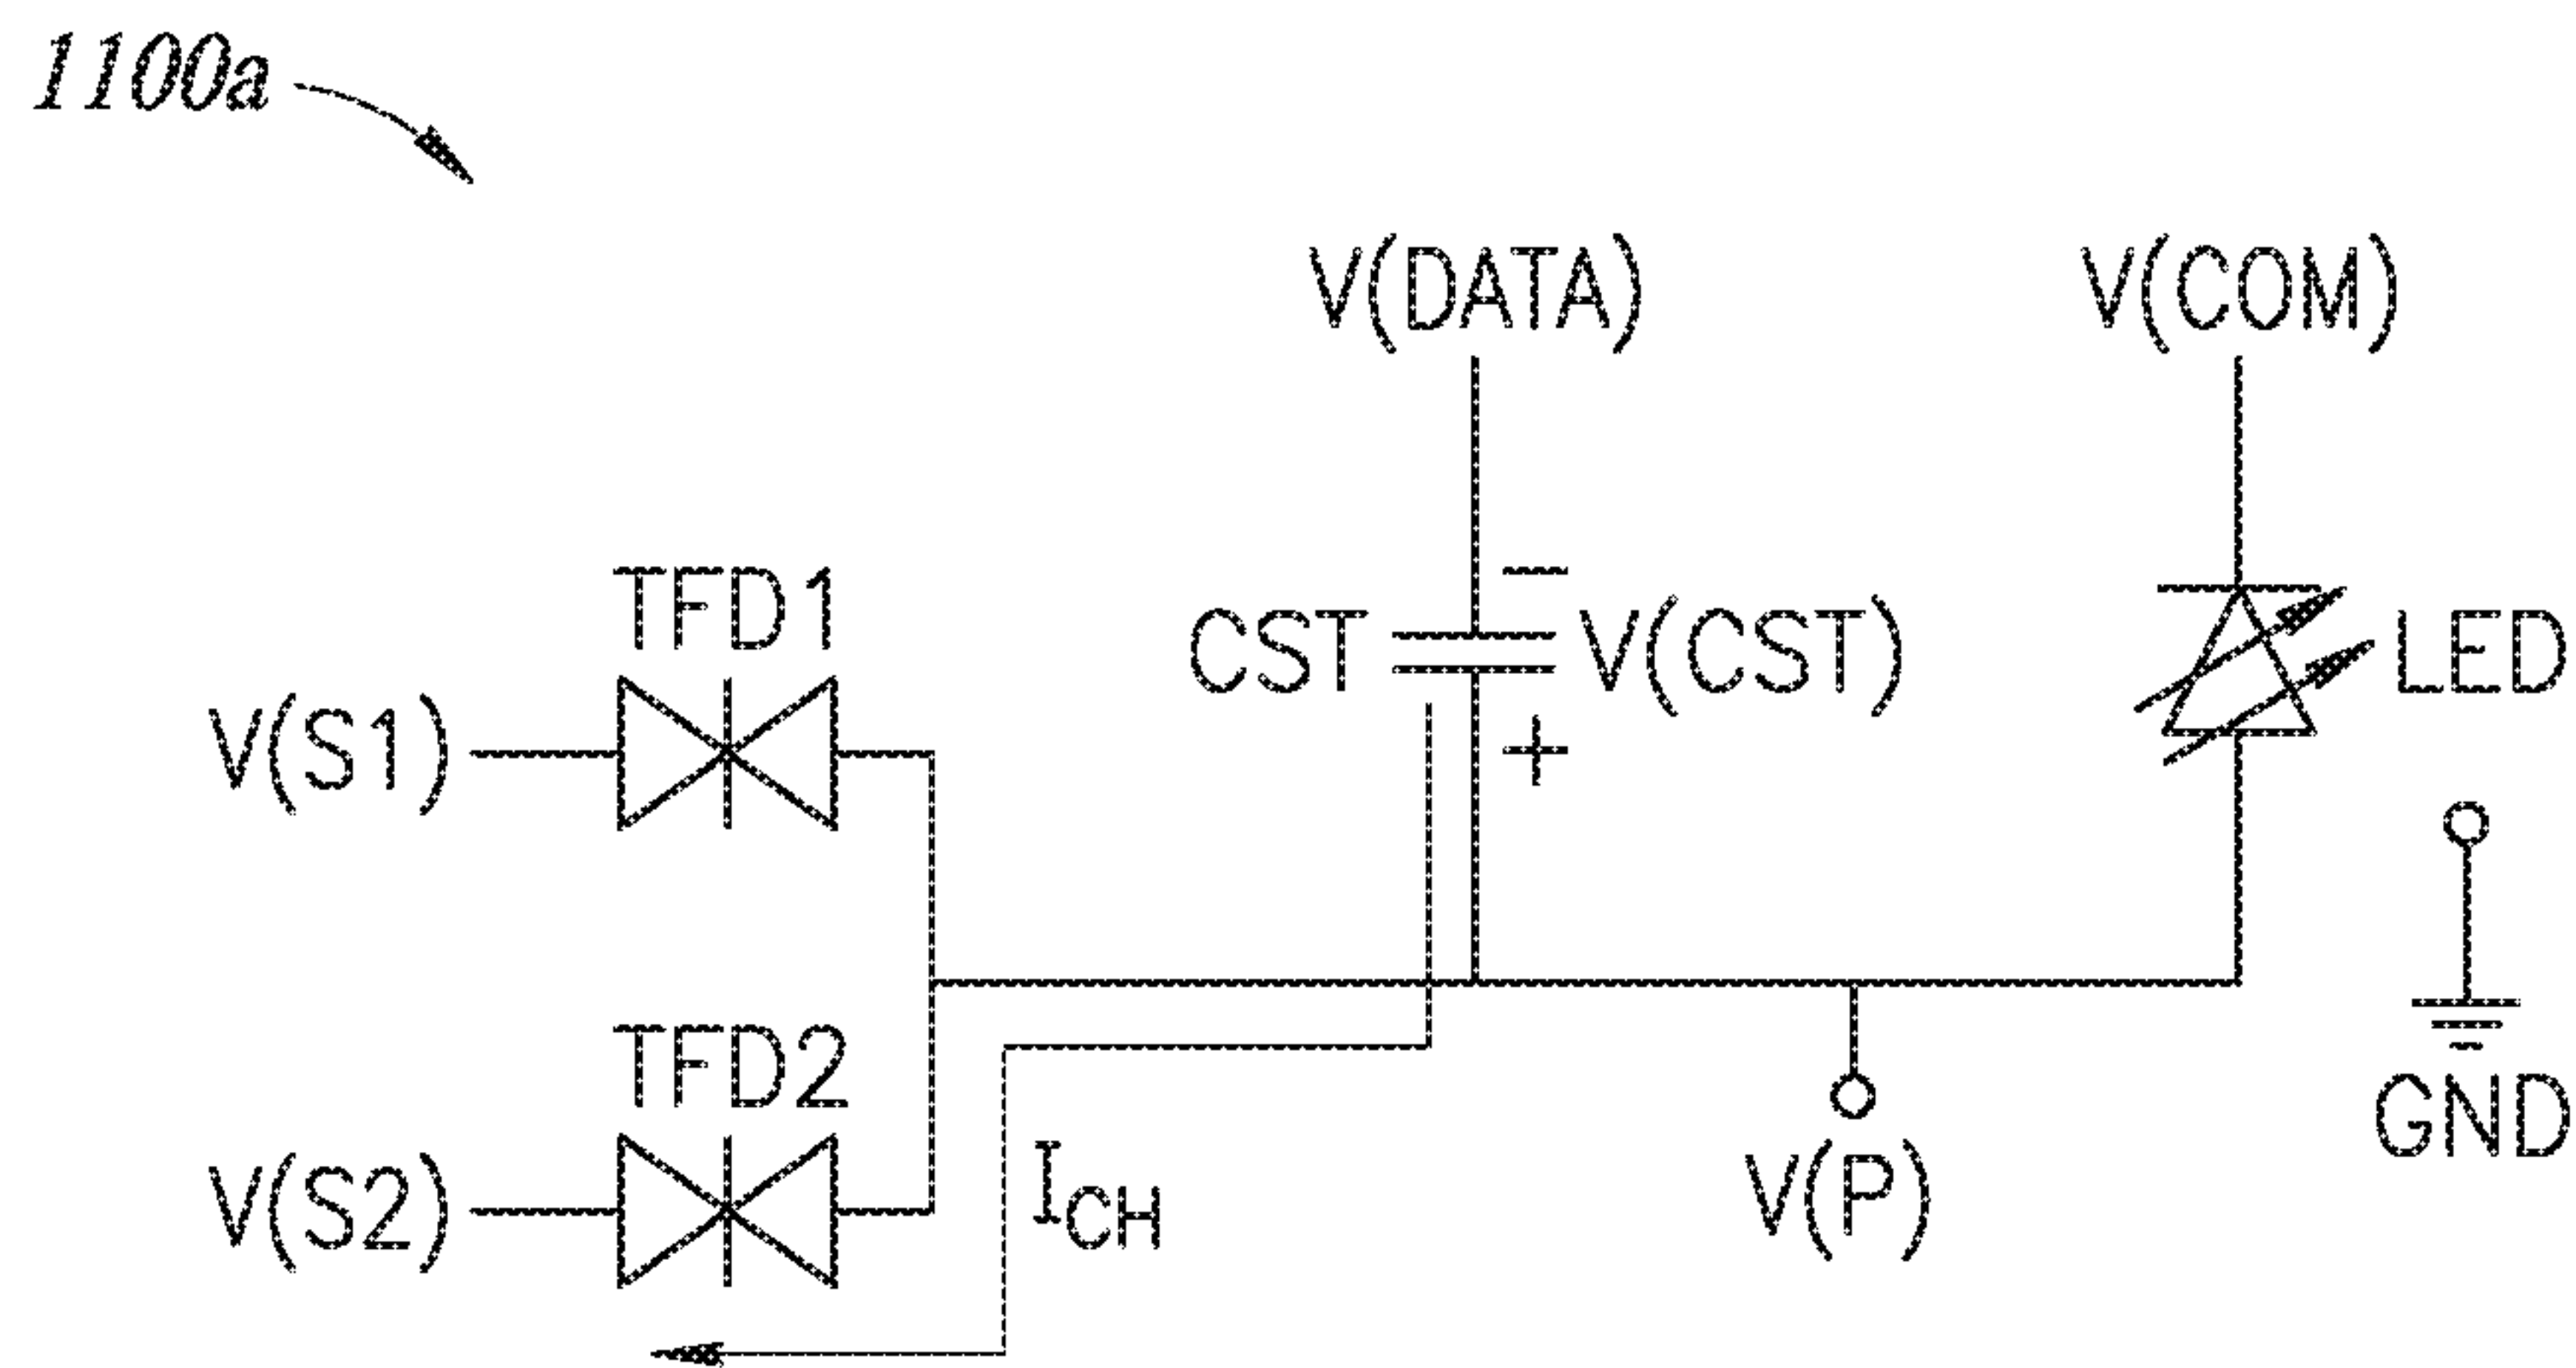 1100a
V(DATA)
V(COM)
TFD1
CST
−
V(CST)
+
LED
V(S1)
TFD2
GND
V(S2)
I_CH
V(P)